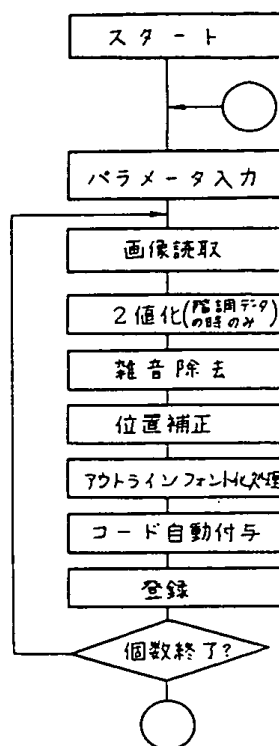 スタート
パラメータ入力
画像読取
2値化(階調データの時のみ)
雑音除去
位置補正
アウトラインフォント化処理
コード自動付与
登録
個数終了?